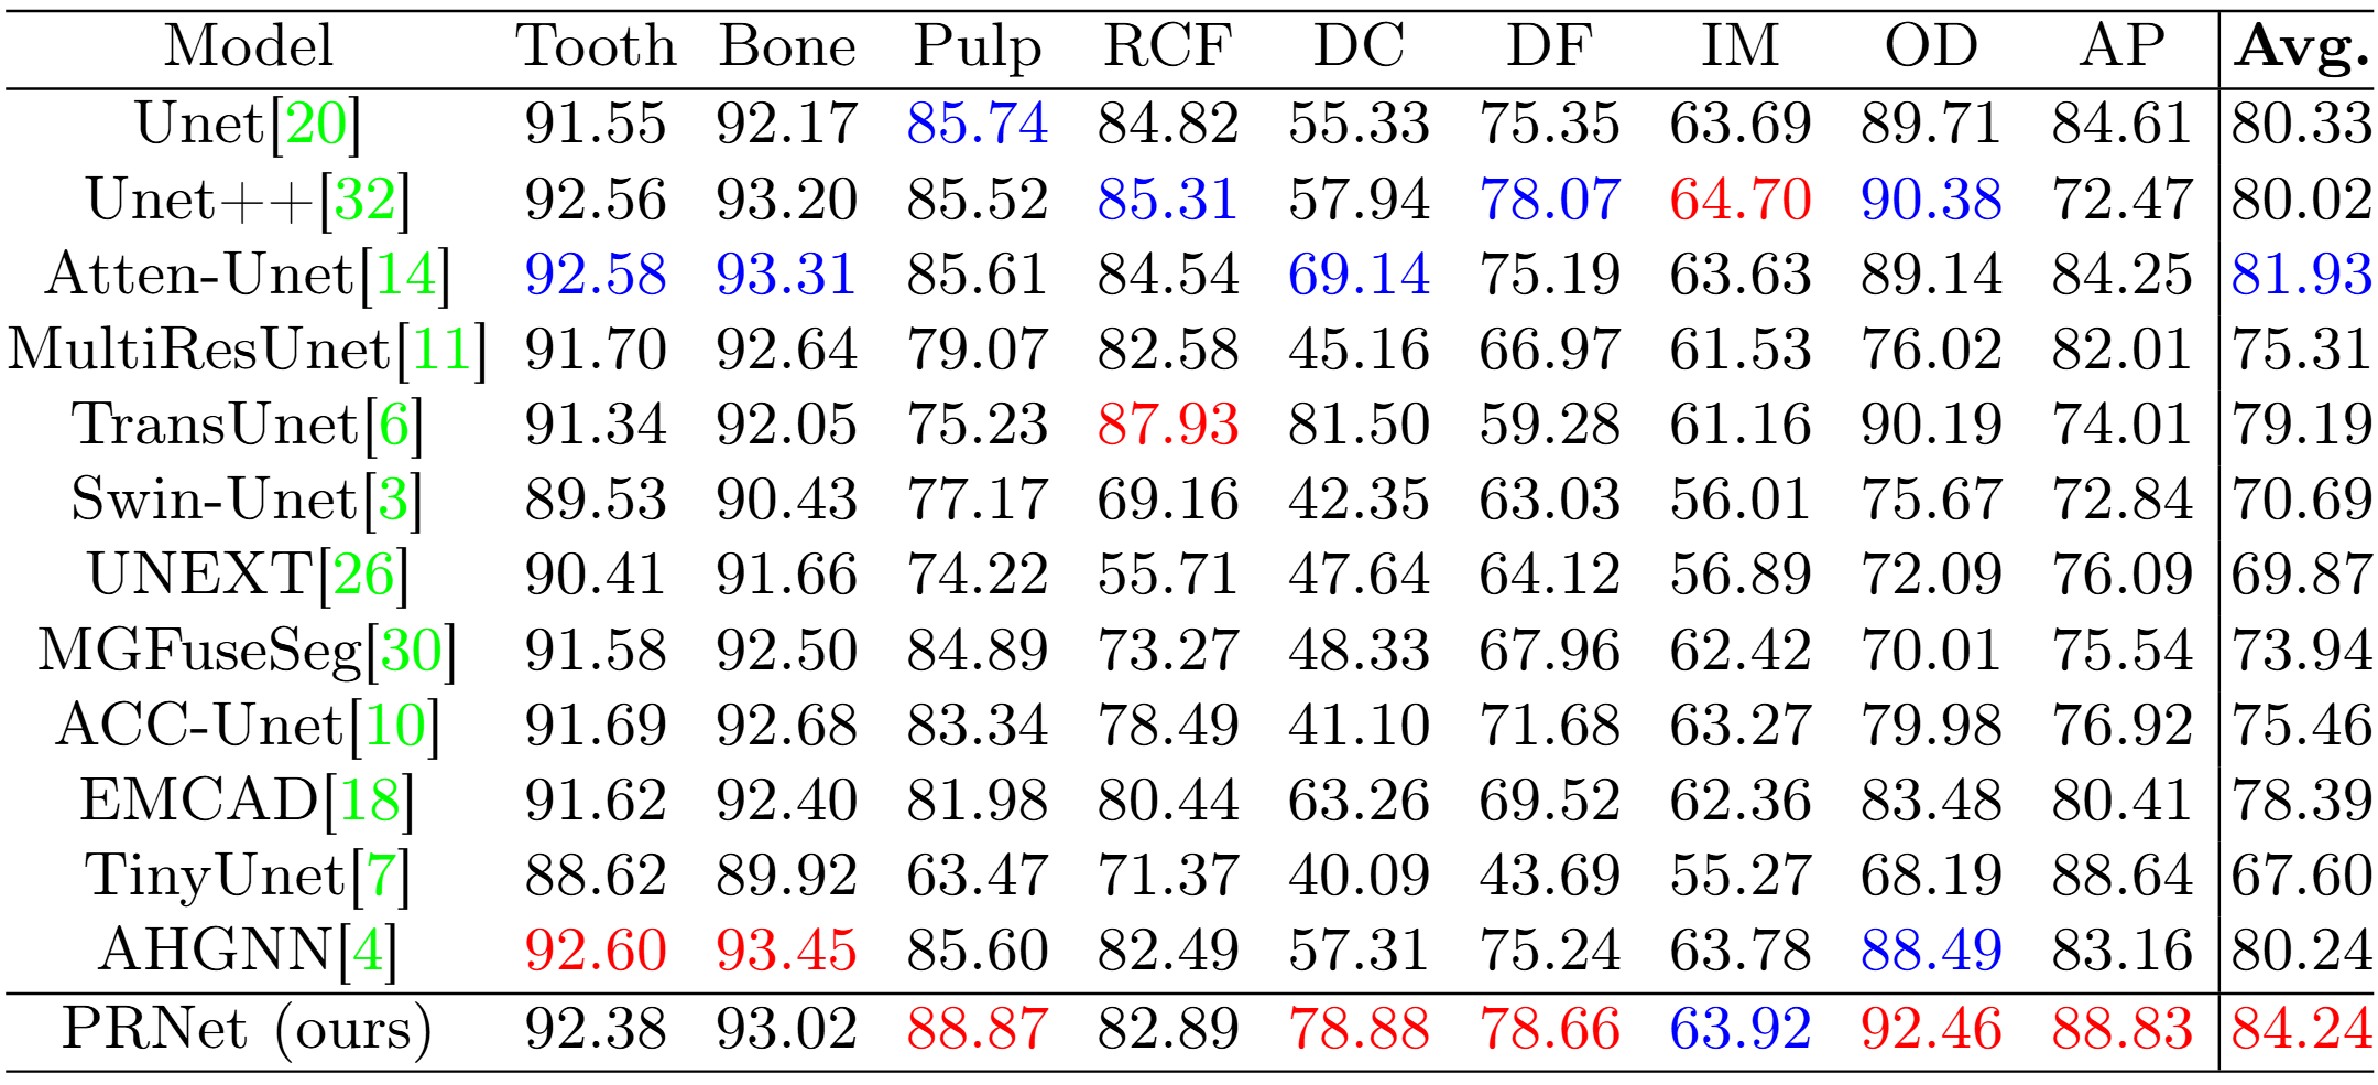 Model Tooth Bone Pulp RCF DC DF IM OD AP Avg.
Unet[20] 91.55 92.17 85.74 84.82 55.33 75.35 63.69 89.71 84.61 80.33
Unet++[32] 92.56 93.20 85.52 85.31 57.94 78.07 64.70 90.38 72.47 80.02
Atten-Unet[14] 92.58 93.31 85.61 84.54 69.14 75.19 63.63 89.14 84.25 81.93
MultiResUnet[11] 91.70 92.64 79.07 82.58 45.16 66.97 61.53 76.02 82.01 75.31
TransUnet[6] 91.34 92.05 75.23 87.93 81.50 59.28 61.16 90.19 74.01 79.19
Swin-Unet[3] 89.53 90.43 77.17 69.16 42.35 63.03 56.01 75.67 72.84 70.69
UNEXT[26] 90.41 91.66 74.22 55.71 47.64 64.12 56.89 72.09 76.09 69.87
MGFuseSeg[30] 91.58 92.50 84.89 73.27 48.33 67.96 62.42 70.01 75.54 73.94
ACC-Unet[10] 91.69 92.68 83.34 78.49 41.10 71.68 63.27 79.98 76.92 75.46
EMCAD[18] 91.62 92.40 81.98 80.44 63.26 69.52 62.36 83.48 80.41 78.39
TinyUnet[7] 88.62 89.92 63.47 71.37 40.09 43.69 55.27 68.19 88.64 67.60
AHGNN[4] 92.60 93.45 85.60 82.49 57.31 75.24 63.78 88.49 83.16 80.24
PRNet (ours) 92.38 93.02 88.87 82.89 78.88 78.66 63.92 92.46 88.83 84.24